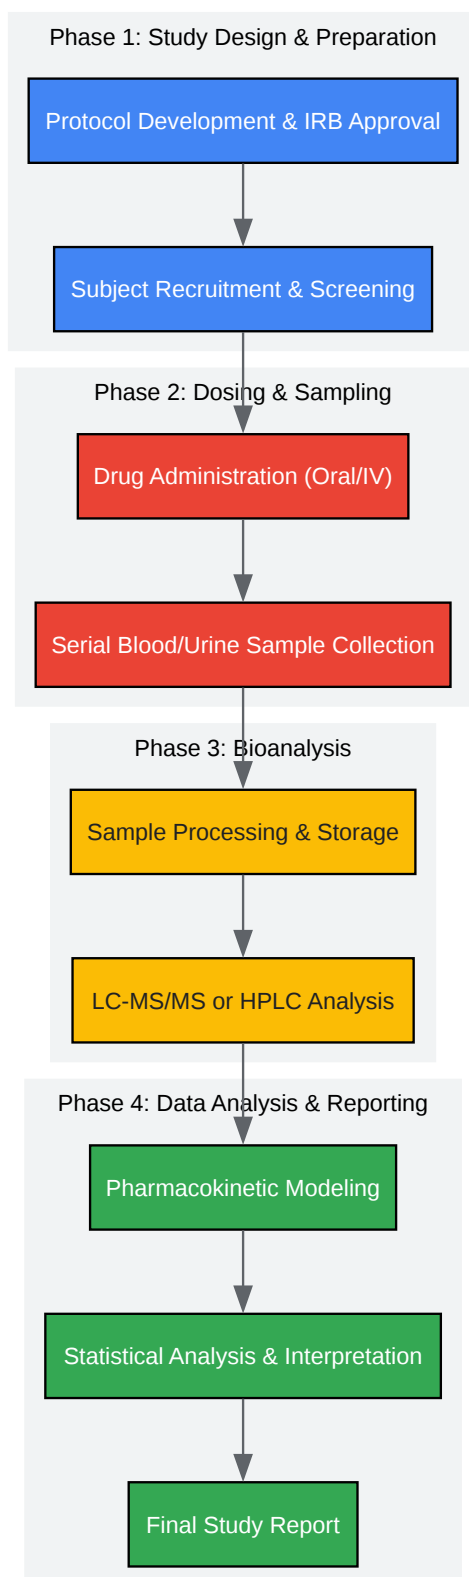 Phase 1: Study Design & Preparation
Protocol Development & IRB Approval
Subject Recruitment & Screening
Phase 2: Dosing & Sampling
Drug Administration (Oral/IV)
Serial Blood/Urine Sample Collection
Phase 3: Bioanalysis
Sample Processing & Storage
LC-MS/MS or HPLC Analysis
Phase 4: Data Analysis & Reporting
Pharmacokinetic Modeling
Statistical Analysis & Interpretation
Final Study Report